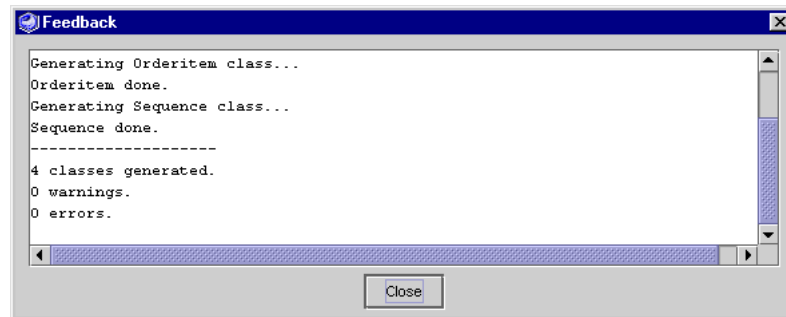 Feedback
Generating Orderitem class...
Orderitem done.
Generating Sequence class...
Sequence done.
--------------------
4 classes generated.
0 warnings.
0 errors.
Close